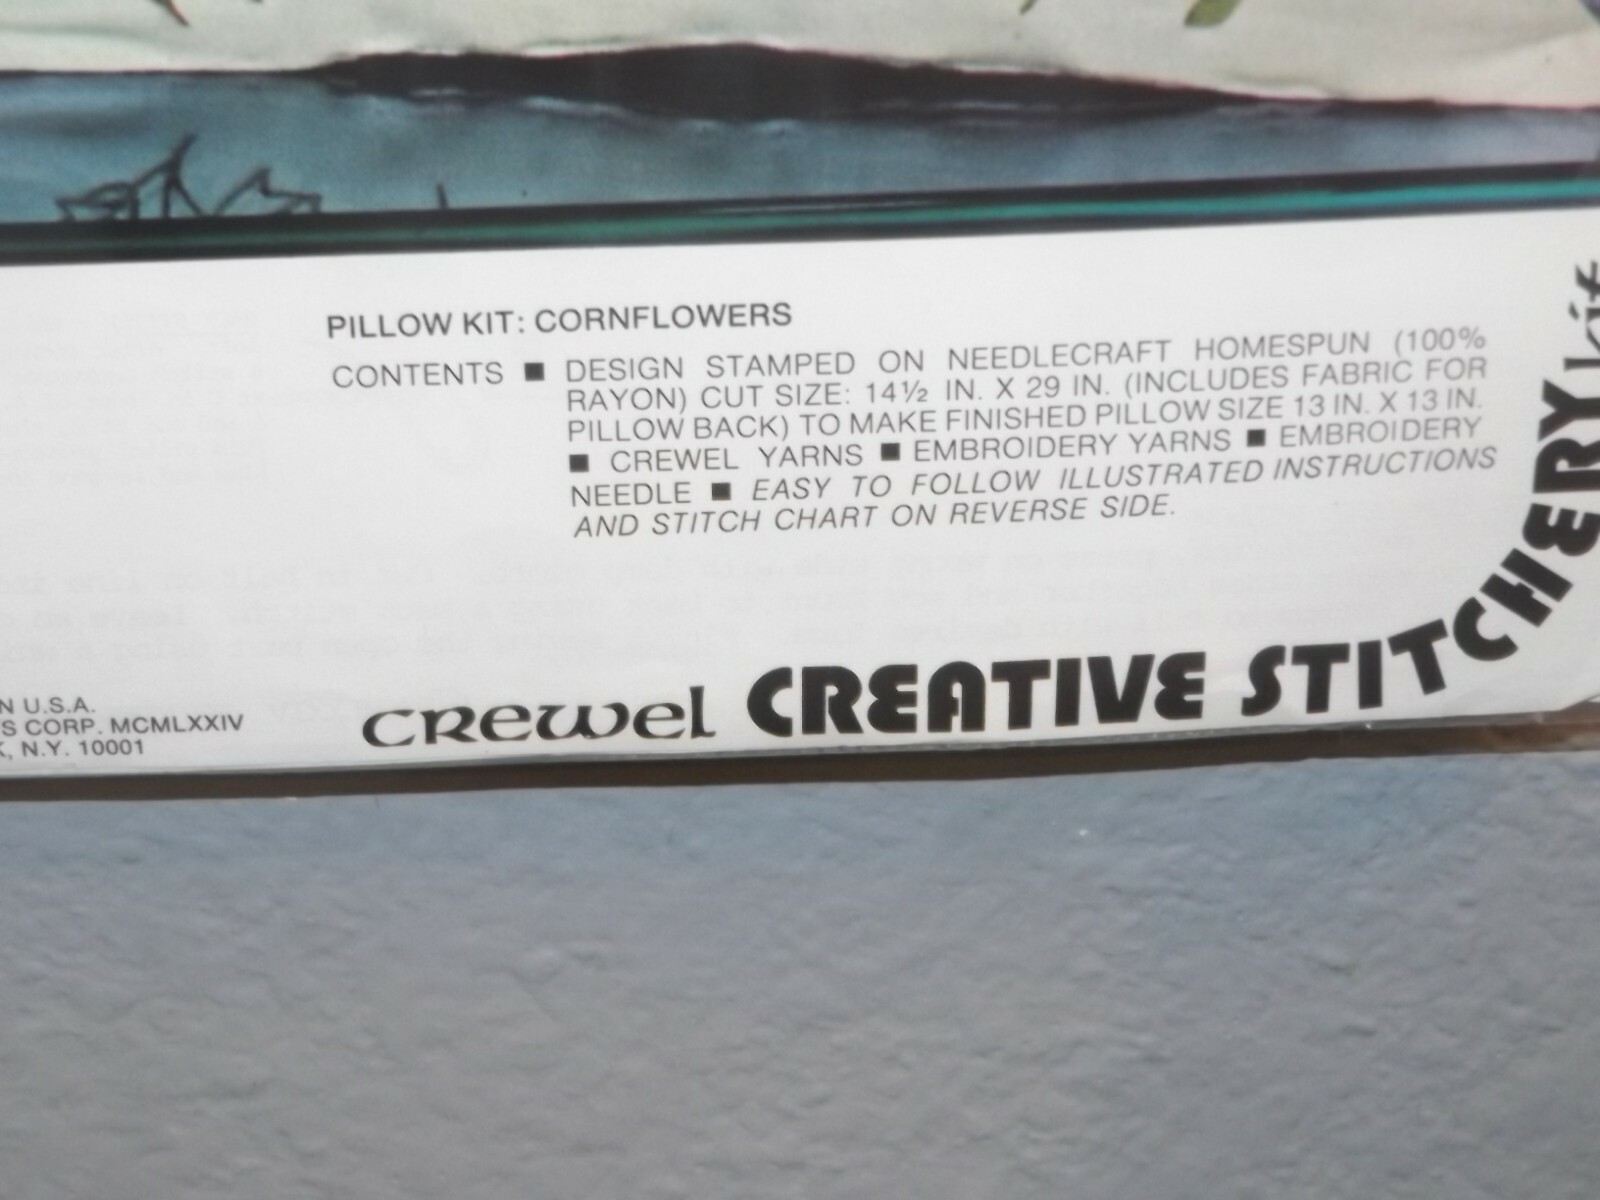 PILLOW KIT: CORNFLOWERS
CONTENTS ■ DESIGN STAMPED ON NEEDLECRAFT HOMESPUN (100%
RAYON) CUT SIZE: 14½ IN. X 29 IN. (INCLUDES FABRIC FOR
PILLOW BACK) TO MAKE FINISHED PILLOW SIZE 13 IN. X 13 IN.
■ CREWEL YARNS ■ EMBROIDERY YARNS ■ EMBROIDERY
NEEDLE ■ EASY TO FOLLOW ILLUSTRATED INSTRUCTIONS
AND STITCH CHART ON REVERSE SIDE.
N U.S.A.
S CORP. MCMLXXIV
, N.Y. 10001
crewel CREATIVE STITCHERY kit